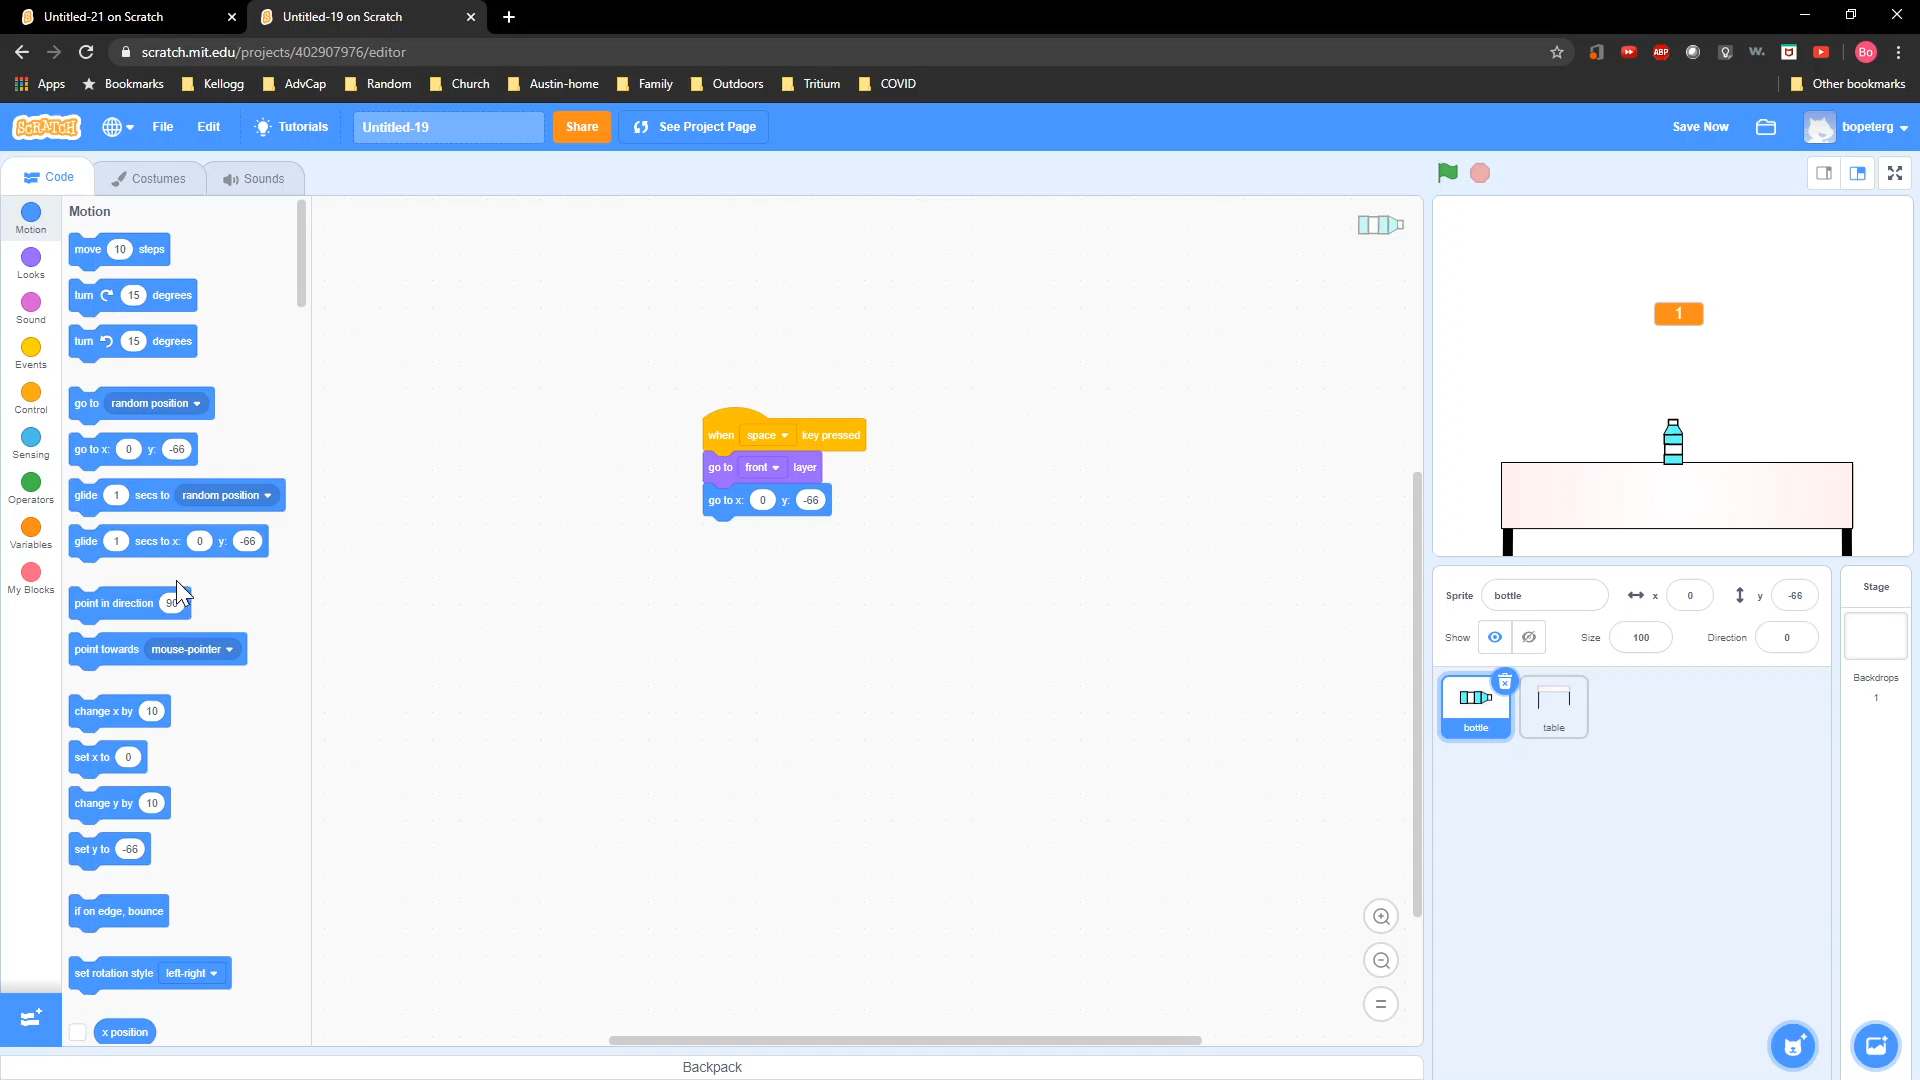 Untitled-21 on Scratch
Untitled-19 on Scratch
scratch.mit.edu/projects/402907976/editor
ABP
W.
Bo
Apps
Bookmarks
Kellogg
AdvCap
Random
Church
Austin-home
Family
Outdoors
Tritium
COVID
Other bookmarks
SCRATCH
File
Edit
Tutorials
Untitled-19
Share
See Project Page
Save Now
bopeterg
Code
Costumes
Sounds
Motion
Looks
Sound
Events
Control
Sensing
Operators
Variables
My Blocks
Motion
move 10 steps
turn 15 degrees
turn 15 degrees
go to random position
go to x: 0 y: -66
glide 1 secs to random position
glide 1 secs to x: 0 y: -66
point in direction 90
point towards mouse-pointer
change x by 10
set x to 0
change y by 10
set y to -66
if on edge, bounce
set rotation style left-right
x position
when space key pressed
go to front layer
go to x: 0 y: -66
1
Sprite bottle x 0 y -66
Show Size 100 Direction 0
bottle
table
Stage
Backdrops
1
Backpack